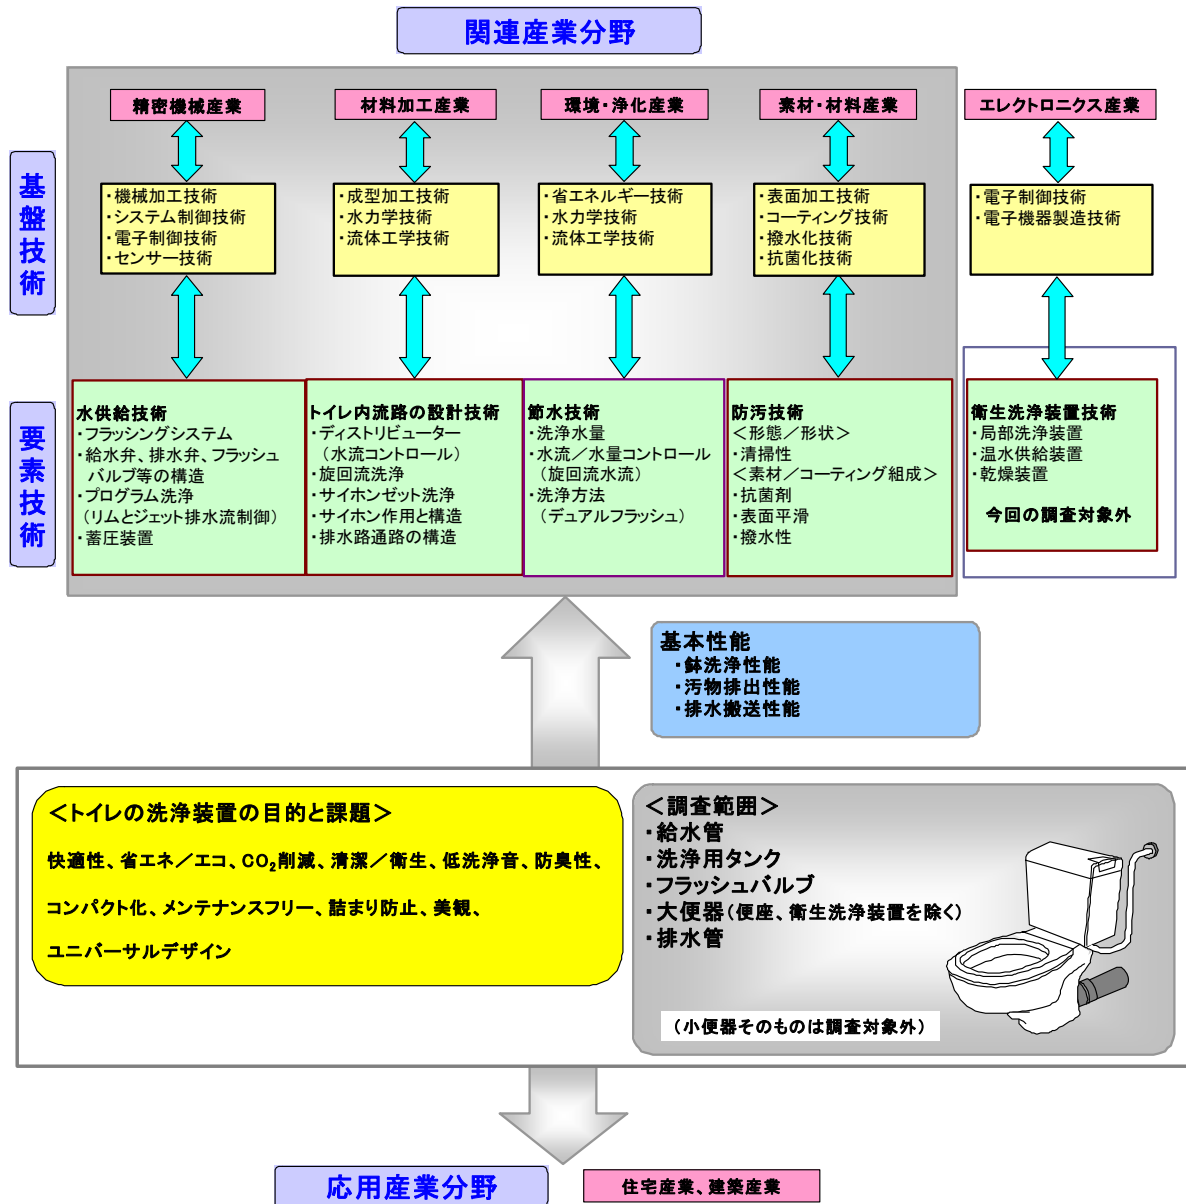 関連産業分野
精密機械産業
材料加工産業
環境・浄化産業
素材・材料産業
エレクトロニクス産業
基盤技術
・機械加工技術
・システム制御技術
・電子制御技術
・センサー技術
・成型加工技術
・水力学技術
・流体工学技術
・省エネルギー技術
・水力学技術
・流体工学技術
・表面加工技術
・コーティング技術
・撥水化技術
・抗菌化技術
・電子制御技術
・電子機器製造技術
要素技術
水供給技術
・フラッシングシステム
・給水弁、排水弁、フラッシュ
バルブ等の構造
・プログラム洗浄
（リムとジェット排水流制御）
・蓄圧装置
トイレ内流路の設計技術
・ディストリビューター
（水流コントロール）
・旋回流洗浄
・サイホンゼット洗浄
・サイホン作用と構造
・排水路通路の構造
節水技術
・洗浄水量
・水流／水量コントロール
（旋回流水流）
・洗浄方法
（デュアルフラッシュ）
防汚技術
＜形態／形状＞
・清掃性
＜素材／コーティング組成＞
・抗菌剤
・表面平滑
・撥水性
衛生洗浄装置技術
・局部洗浄装置
・温水供給装置
・乾燥装置
今回の調査対象外
基本性能
・鉢洗浄性能
・汚物排出性能
・排水搬送性能
＜トイレの洗浄装置の目的と課題＞
快適性、省エネ／エコ、CO₂削減、清潔／衛生、低洗浄音、防臭性、
コンパクト化、メンテナンスフリー、詰まり防止、美観、
ユニバーサルデザイン
＜調査範囲＞
・給水管
・洗浄用タンク
・フラッシュバルブ
・大便器（便座、衛生洗浄装置を除く）
・排水管
（小便器そのものは調査対象外）
応用産業分野
住宅産業、建築産業